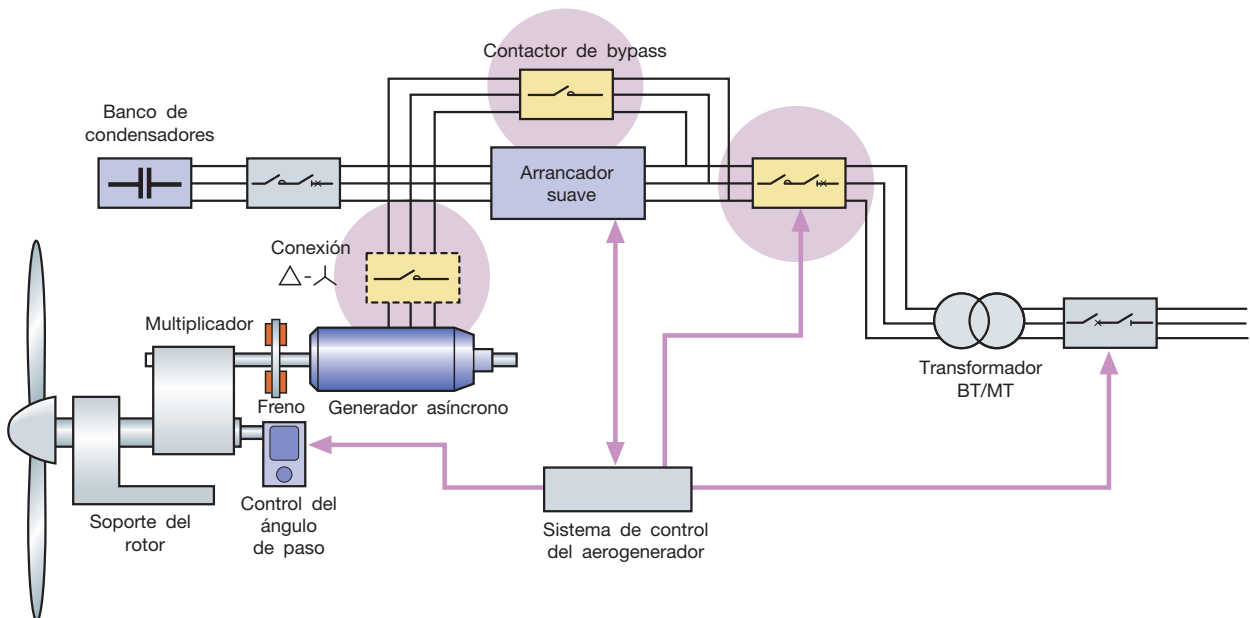 Contactor de bypass
Banco de
condensadores
Arrancador
suave
Conexión
Multiplicador
Freno
Generador asíncrono
Transformador
BT/MT
Soporte del
rotor
Control del
ángulo
de paso
Sistema de control
del aerogenerador